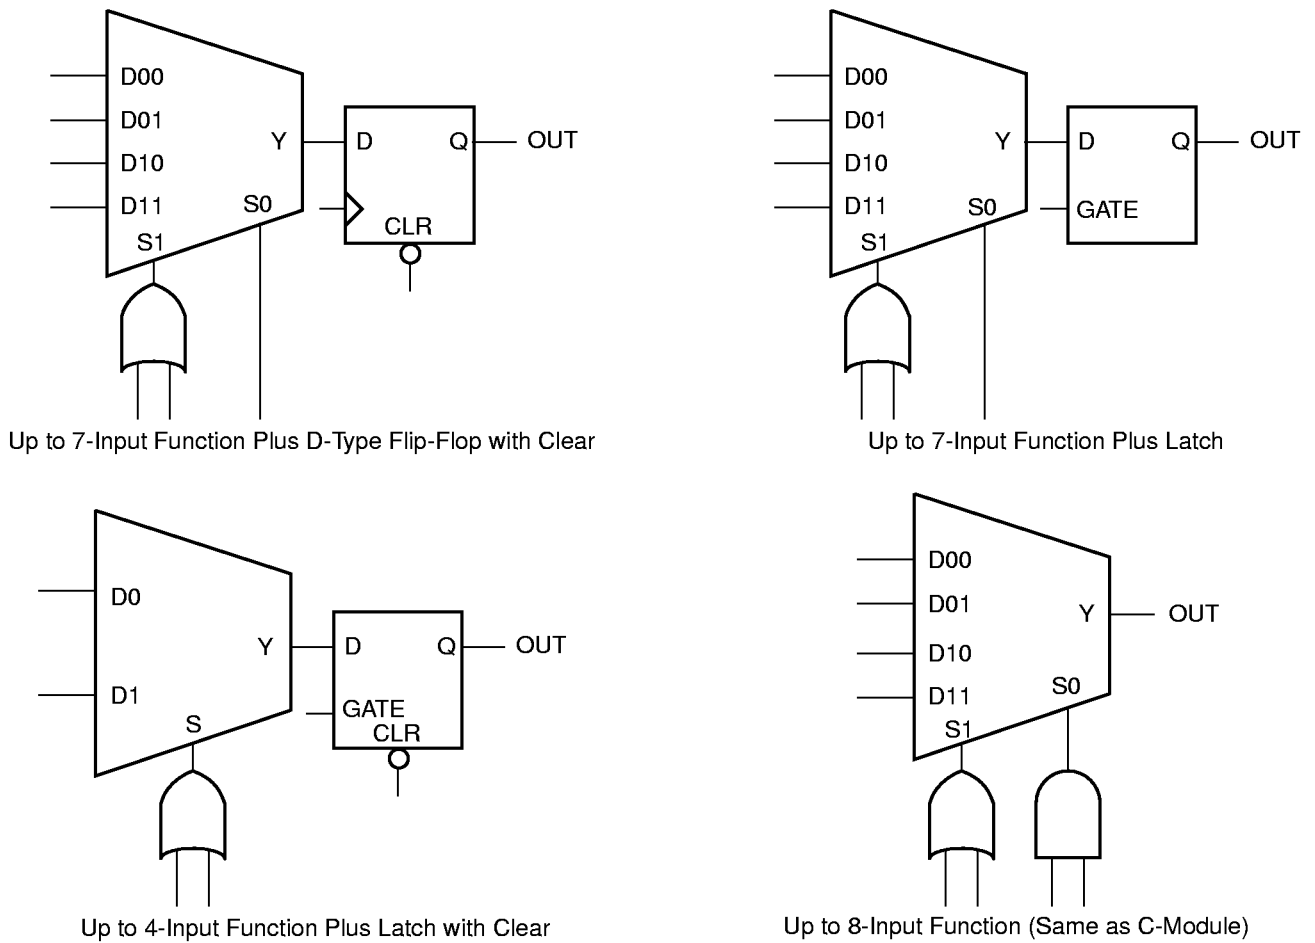 D00
D01
D10
D11
Y
S0
S1
D
Q
CLR
OUT
Up to 7-Input Function Plus D-Type Flip-Flop with Clear
D00
D01
D10
D11
Y
S0
S1
D
Q
GATE
OUT
Up to 7-Input Function Plus Latch
D0
D1
Y
S
D
Q
GATE
CLR
OUT
Up to 4-Input Function Plus Latch with Clear
D00
D01
D10
D11
Y
S0
S1
OUT
Up to 8-Input Function (Same as C-Module)